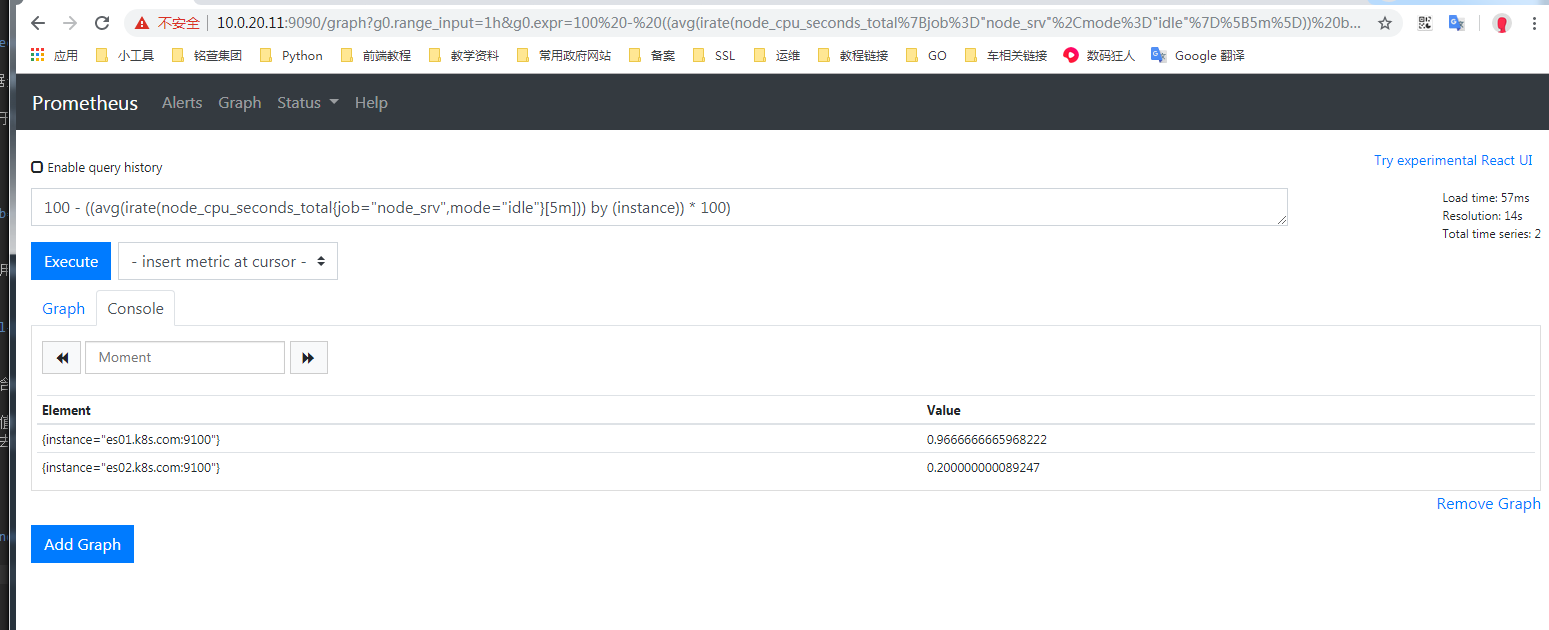 不安全 10.0.20.11:9090/graph?g0.range_input=1h&g0.expr=100%20-%20((avg(irate(node_cpu_seconds_total%7Bjob%3D"node_srv"%2Cmode%3D"idle"%7D%5B5m%5D))%20b...
应用 小工具 铭查集团 Python 前端教程 教学资料 常用政府网站 备案 SSL 运维 教程链接 GO 车相关链接 数码狂人 Google 翻译
Prometheus Alerts Graph Status Help
Enable query history
Try experimental React UI
100 - ((avg(irate(node_cpu_seconds_total{job="node_srv",mode="idle"}[5m])) by (instance)) * 100)
Load time: 57ms
Resolution: 14s
Total time series: 2
Execute - insert metric at cursor -
Graph Console
Moment
Element Value
{instance="es01.k8s.com:9100"} 0.9666666665968222
{instance="es02.k8s.com:9100"} 0.200000000089247
Remove Graph
Add Graph